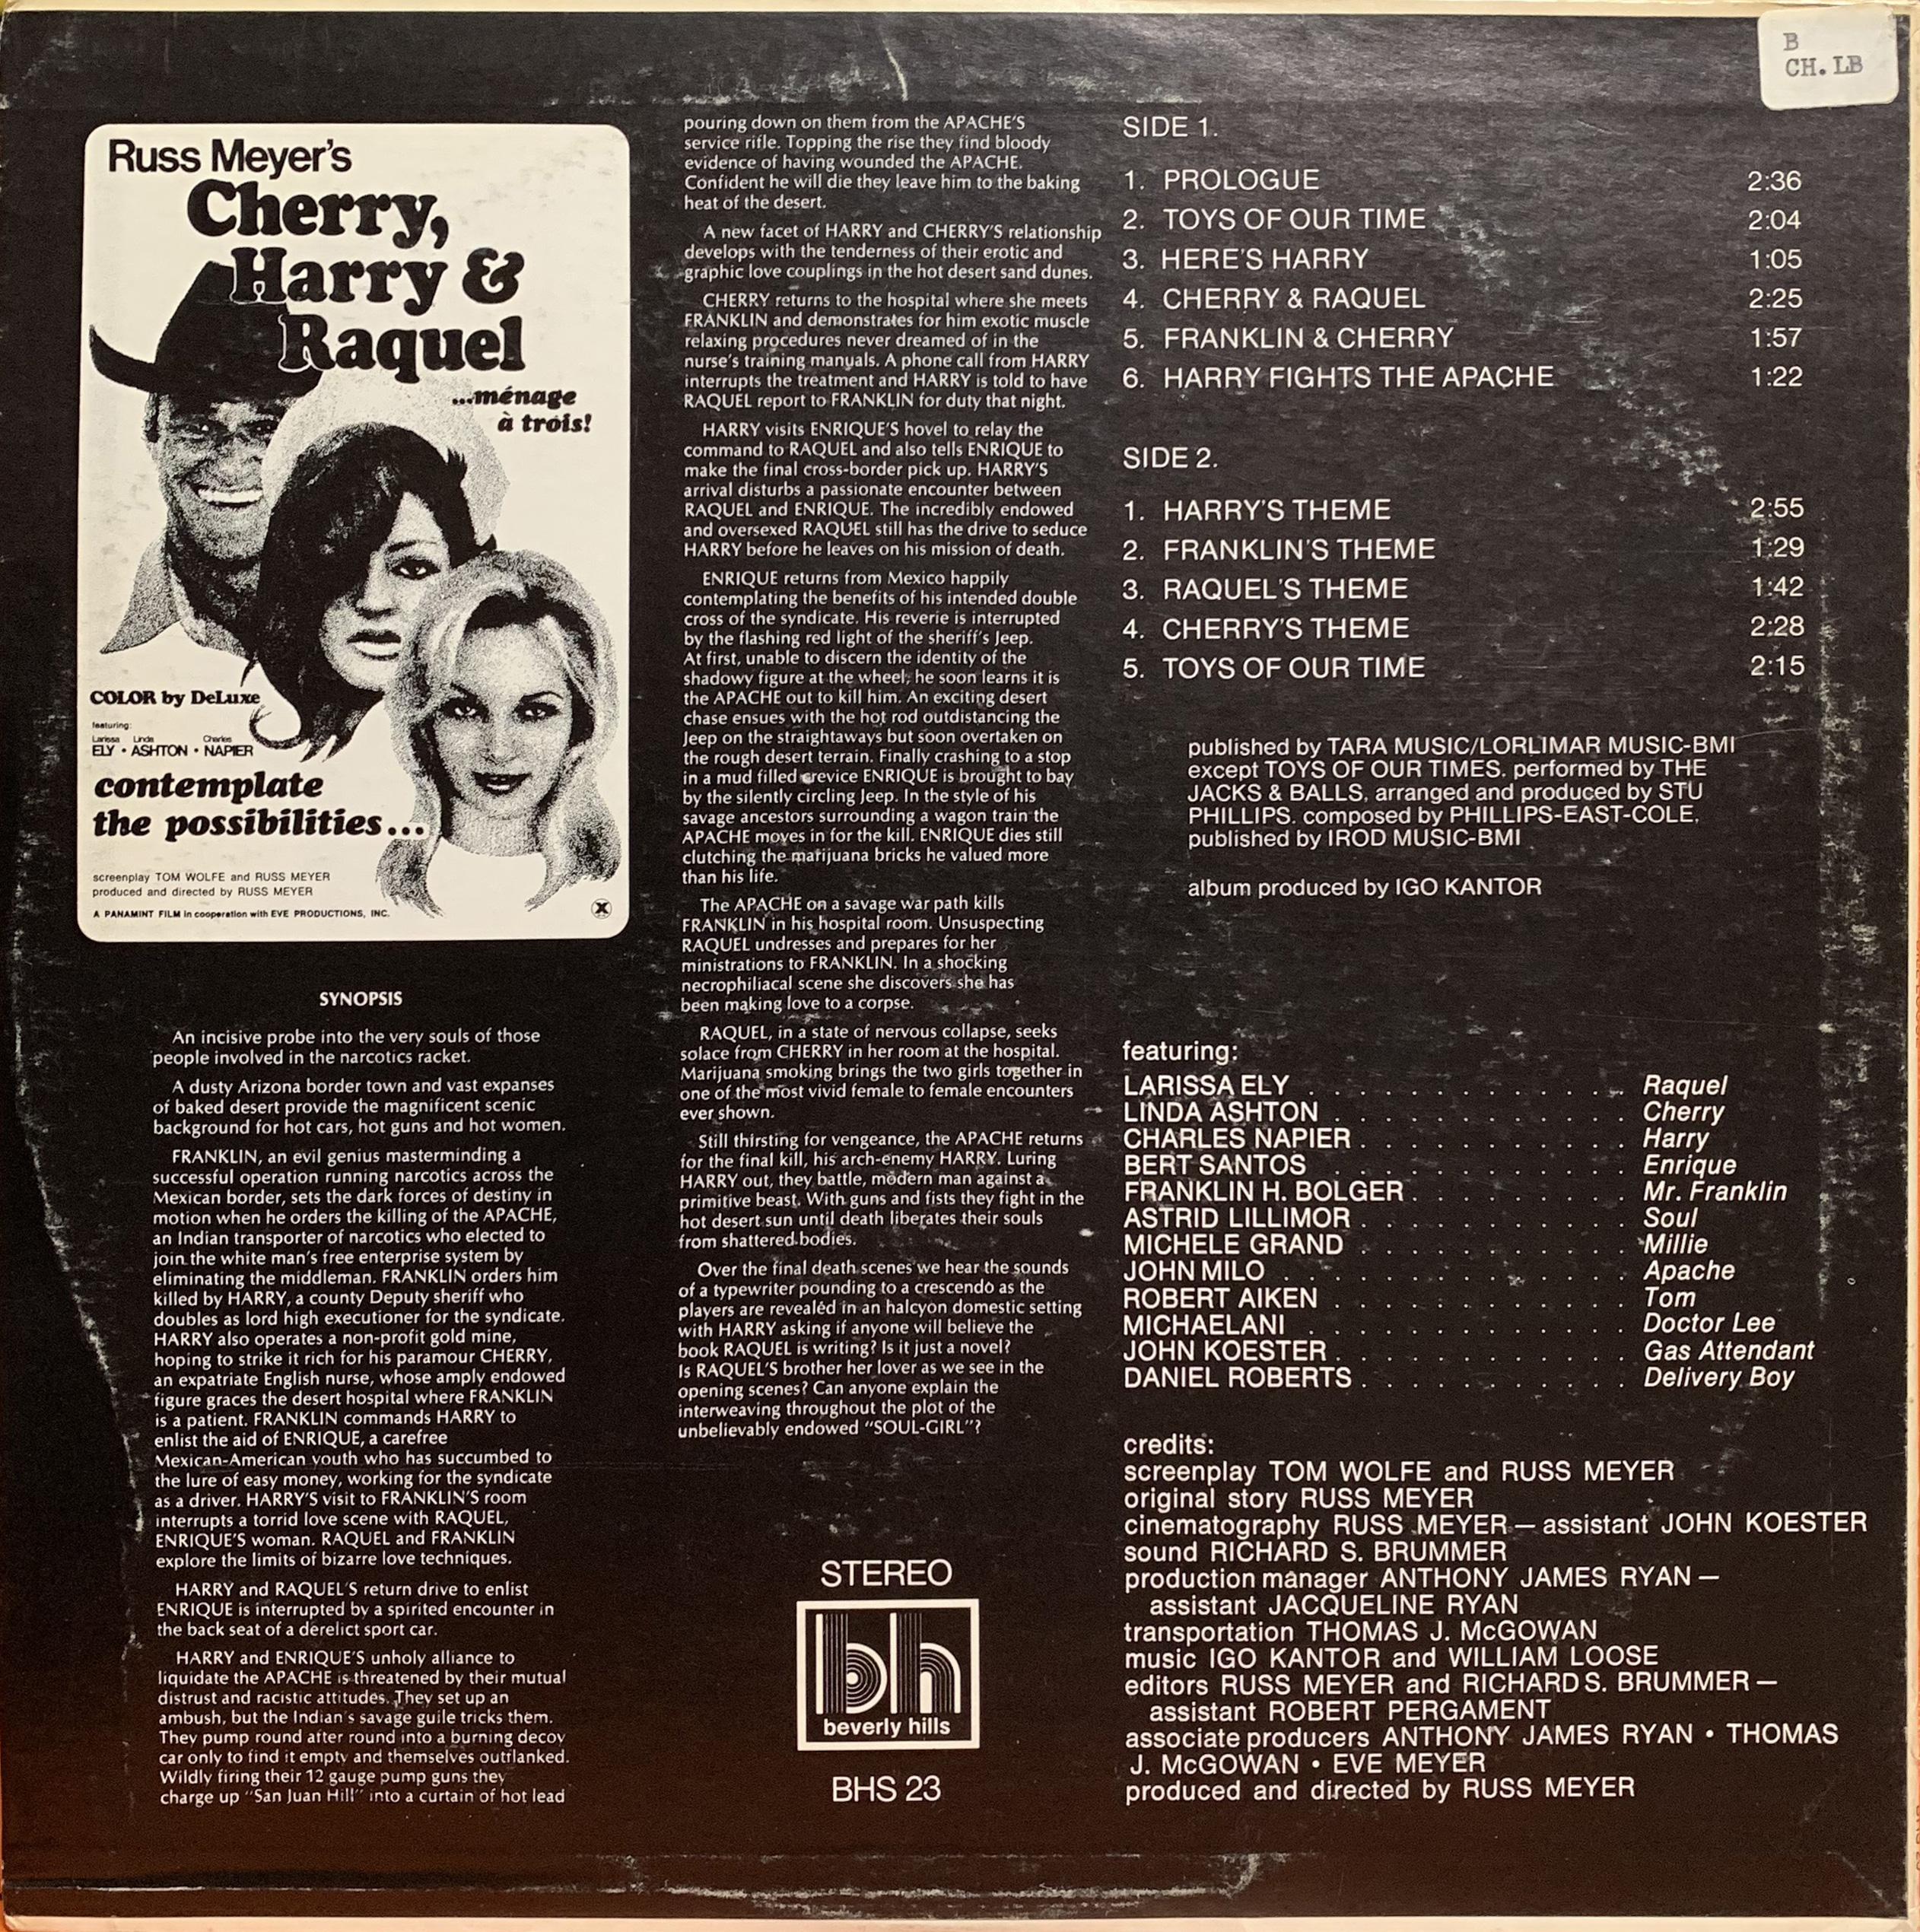 B
CH. LB
Russ Meyer's
Cherry,
Harry &
Raquel
...ménage
à trois!
COLOR by DeLuxe
featuring:
Larissa Linda Charles
ELY • ASHTON • NAPIER
contemplate
the possibilities...
screenplay TOM WOLFE and RUSS MEYER
produced and directed by RUSS MEYER
A PANAMINT FILM in cooperation with EVE PRODUCTIONS, INC.
X
SYNOPSIS
An incisive probe into the very souls of those
people involved in the narcotics racket.
A dusty Arizona border town and vast expanses
of baked desert provide the magnificent scenic
background for hot cars, hot guns and hot women.
FRANKLIN, an evil genius masterminding a
successful operation running narcotics across the
Mexican border, sets the dark forces of destiny in
motion when he orders the killing of the APACHE,
an Indian transporter of narcotics who elected to
join the white man's free enterprise system by
eliminating the middleman. FRANKLIN orders him
killed by HARRY, a county Deputy sheriff who
doubles as lord high executioner for the syndicate.
HARRY also operates a non-profit gold mine,
hoping to strike it rich for his paramour CHERRY,
an expatriate English nurse, whose amply endowed
figure graces the desert hospital where FRANKLIN
is a patient. FRANKLIN commands HARRY to
enlist the aid of ENRIQUE, a carefree
Mexican-American youth who has succumbed to
the lure of easy money, working for the syndicate
as a driver. HARRY'S visit to FRANKLIN'S room
interrupts a torrid love scene with RAQUEL,
ENRIQUE'S woman. RAQUEL and FRANKLIN
explore the limits of bizarre love techniques.
HARRY and RAQUEL'S return drive to enlist
ENRIQUE is interrupted by a spirited encounter in
the back seat of a derelict sport car.
HARRY and ENRIQUE'S unholy alliance to
liquidate the APACHE is threatened by their mutual
distrust and racistic attitudes. They set up an
ambush, but the Indian's savage guile tricks them.
They pump round after round into a burning decoy
car only to find it empty and themselves outflanked.
Wildly firing their 12 gauge pump guns they
charge up "San Juan Hill" into a curtain of hot lead
pouring down on them from the APACHE'S
service rifle. Topping the rise they find bloody
evidence of having wounded the APACHE.
Confident he will die they leave him to the baking
heat of the desert.
A new facet of HARRY and CHERRY'S relationship
develops with the tenderness of their erotic and
graphic love couplings in the hot desert sand dunes.
CHERRY returns to the hospital where she meets
FRANKLIN and demonstrates for him exotic muscle
relaxing procedures never dreamed of in the
nurse's training manuals. A phone call from HARRY
interrupts the treatment and HARRY is told to have
RAQUEL report to FRANKLIN for duty that night.
HARRY visits ENRIQUE'S hovel to relay the
command to RAQUEL and also tells ENRIQUE to
make the final cross-border pick up. HARRY'S
arrival disturbs a passionate encounter between
RAQUEL and ENRIQUE. The incredibly endowed
and oversexed RAQUEL still has the drive to seduce
HARRY before he leaves on his mission of death.
ENRIQUE returns from Mexico happily
contemplating the benefits of his intended double
cross of the syndicate. His reverie is interrupted
by the flashing red light of the sheriff's Jeep.
At first, unable to discern the identity of the
shadowy figure at the wheel, he soon learns it is
the APACHE out to kill him. An exciting desert
chase ensues with the hot rod outdistancing the
Jeep on the straightaways but soon overtaken on
the rough desert terrain. Finally crashing to a stop
in a mud filled crevice ENRIQUE is brought to bay
by the silently circling Jeep. In the style of his
savage ancestors surrounding a wagon train the
APACHE moves in for the kill. ENRIQUE dies still
clutching the marijuana bricks he valued more
than his life.
The APACHE on a savage war path kills
FRANKLIN in his hospital room. Unsuspecting
RAQUEL undresses and prepares for her
ministrations to FRANKLIN. In a shocking
necrophiliacal scene she discovers she has
been making love to a corpse.
RAQUEL, in a state of nervous collapse, seeks
solace from CHERRY in her room at the hospital.
Marijuana smoking brings the two girls together in
one of the most vivid female to female encounters
ever shown.
Still thirsting for vengeance, the APACHE returns
for the final kill, his arch-enemy HARRY. Luring
HARRY out, they battle, modern man against a
primitive beast. With guns and fists they fight in the
hot desert sun until death liberates their souls
from shattered bodies.
Over the final death scenes we hear the sounds
of a typewriter pounding to a crescendo as the
players are revealed in an halcyon domestic setting
with HARRY asking if anyone will believe the
book RAQUEL is writing? Is it just a novel?
Is RAQUEL'S brother her lover as we see in the
opening scenes? Can anyone explain the
interweaving throughout the plot of the
unbelievably endowed "SOUL-GIRL"?
STEREO
bh
beverly hills
BHS 23
SIDE 1.
1. PROLOGUE 2:36
2. TOYS OF OUR TIME 2:04
3. HERE'S HARRY 1:05
4. CHERRY & RAQUEL 2:25
5. FRANKLIN & CHERRY 1:57
6. HARRY FIGHTS THE APACHE 1:22
SIDE 2.
1. HARRY'S THEME 2:55
2. FRANKLIN'S THEME 1:29
3. RAQUEL'S THEME 1:42
4. CHERRY'S THEME 2:28
5. TOYS OF OUR TIME 2:15
published by TARA MUSIC/LORLIMAR MUSIC-BMI
except TOYS OF OUR TIMES. performed by THE
JACKS & BALLS, arranged and produced by STU
PHILLIPS. composed by PHILLIPS-EAST-COLE,
published by IROD MUSIC-BMI
album produced by IGO KANTOR
featuring:
LARISSA ELY . . . . . . . . . . . . . Raquel
LINDA ASHTON . . . . . . . . . . . . Cherry
CHARLES NAPIER . . . . . . . . . . . Harry
BERT SANTOS . . . . . . . . . . . . Enrique
FRANKLIN H. BOLGER . . . . . . . . . Mr. Franklin
ASTRID LILLIMOR . . . . . . . . . . . Soul
MICHELE GRAND . . . . . . . . . . . Millie
JOHN MILO . . . . . . . . . . . . . Apache
ROBERT AIKEN . . . . . . . . . . . . Tom
MICHAELANI . . . . . . . . . . . . . Doctor Lee
JOHN KOESTER . . . . . . . . . . . . Gas Attendant
DANIEL ROBERTS . . . . . . . . . . . Delivery Boy
credits:
screenplay TOM WOLFE and RUSS MEYER
original story RUSS MEYER
cinematography RUSS MEYER — assistant JOHN KOESTER
sound RICHARD S. BRUMMER
production manager ANTHONY JAMES RYAN —
assistant JACQUELINE RYAN
transportation THOMAS J. McGOWAN
music IGO KANTOR and WILLIAM LOOSE
editors RUSS MEYER and RICHARD S. BRUMMER —
assistant ROBERT PERGAMENT
associate producers ANTHONY JAMES RYAN • THOMAS
J. McGOWAN • EVE MEYER
produced and directed by RUSS MEYER